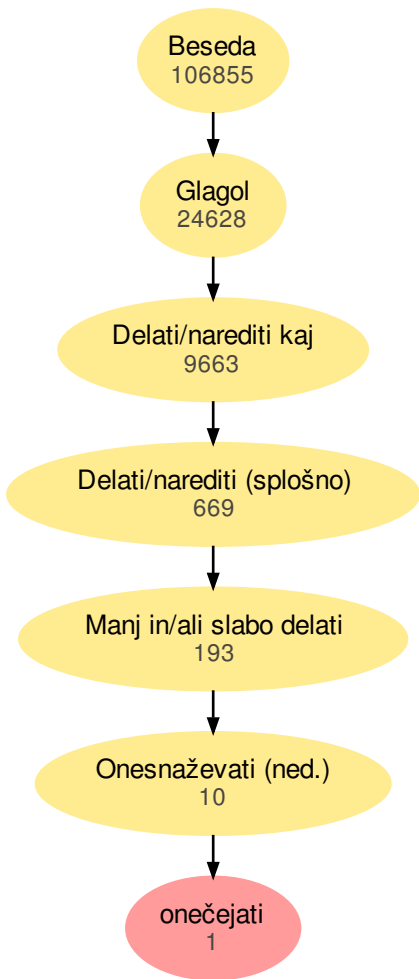 Beseda
106855
Glagol
24628
Delati/narediti kaj
9663
Delati/narediti (splošno)
669
Manj in/ali slabo delati
193
Onesnaževati (ned.)
10
onečejati
1